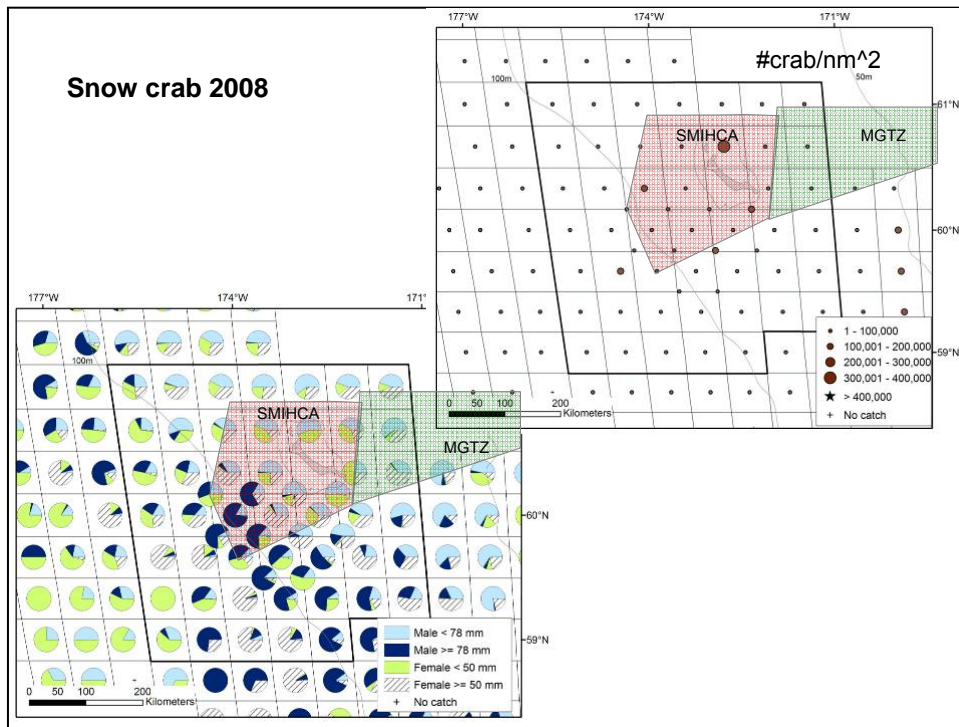 Snow crab 2008
177°W
174°W
171°W
#crab/nm^2
100m
50m
61°N
SMIHCA
MGTZ
60°N
1 - 100,000
100,001 - 200,000
200,001 - 300,000
300,001 - 400,000
> 400,000
No catch
59°N
0 50 100 200
Kilometers
177°W
174°W
171°W
100m
SMIHCA
MGTZ
60°N
Male < 78 mm
Male >= 78 mm
Female < 50 mm
Female >= 50 mm
No catch
59°N
0 50 100 200
Kilometers